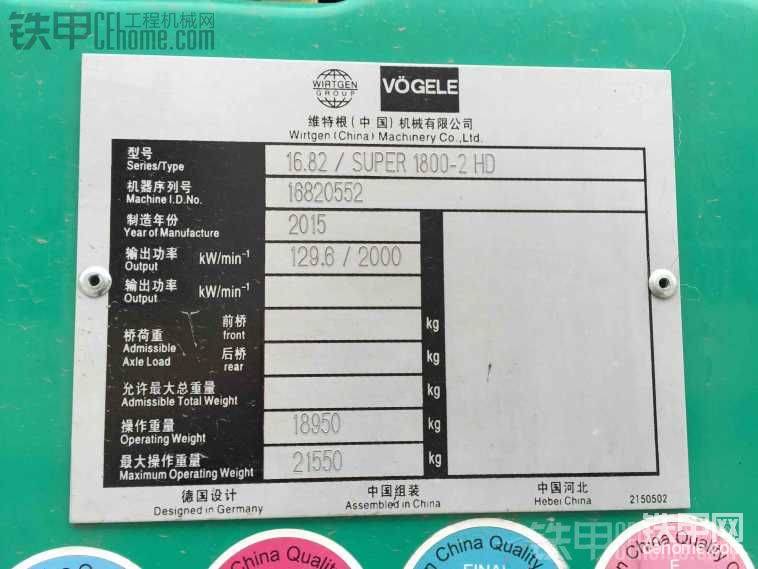 铁甲 工程机械网
CEhome.com
WIRTGEN
GROUP
VÖGELE
维特根(中国)机械有限公司
Wirtgen (China) Machinery Co.,Ltd.
型号
Series/Type
16.82 / SUPER 1800-2 HD
机器序列号
Machine I.D.No.
16820552
制造年份
Year of Manufacture
2015
输出功率
Output
kW/min-1
129.6 / 2000
输出功率
Output
kW/min-1
桥荷重
Admissible
Axle Load
前桥
front
kg
后桥
rear
kg
允许最大总重量
Admissible Total Weight
kg
操作重量
Operating Weight
18950
kg
最大操作重量
Maximum Operating Weight
21550
kg
德国设计
Designed in Germany
中国组装
Assembled in China
中国河北
Hebei China
2150502
China Quality
China Quality
FINAL
China Quality
铁甲网